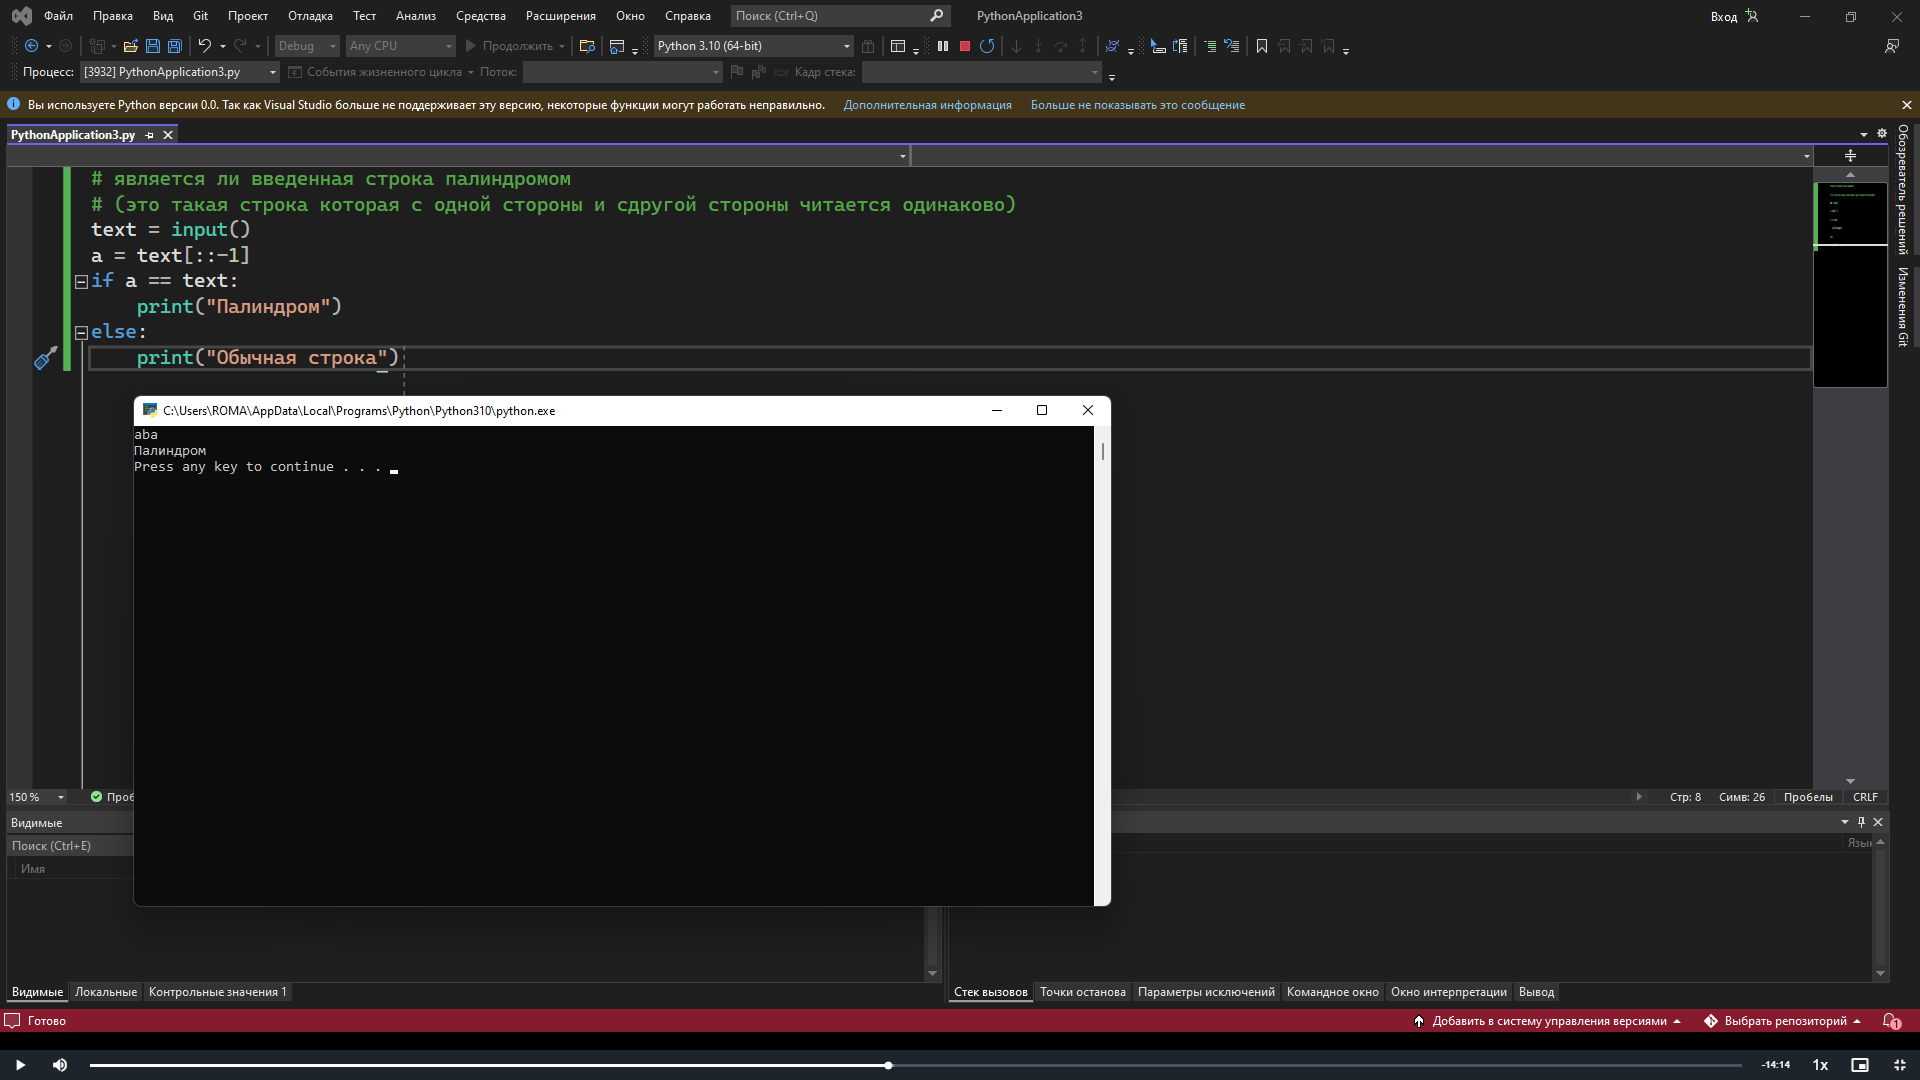 Файл Правка Вид Git Проект Отладка Тест Анализ Средства Расширения Окно Справка Поиск (Ctrl+Q) PythonApplication3 Вход
Debug Any CPU Продолжить Python 3.10 (64-bit)
Процесс: [3932] PythonApplication3.py События жизненного цикла Поток: Кадр стека:
Вы используете Python версии 0.0. Так как Visual Studio больше не поддерживает эту версию, некоторые функции могут работать неправильно. Дополнительная информация Больше не показывать это сообщение
PythonApplication3.py
Обозреватель решений
Изменения Git
# является ли введенная строка палиндромом
# (это такая строка которая с одной стороны и сдругой стороны читается одинаково)
text = input()
a = text[::-1]
if a == text:
print("Палиндром")
else:
print("Обычная строка")
C:\Users\ROMA\AppData\Local\Programs\Python\Python310\python.exe
aba
Палиндром
Press any key to continue . . .
150 % Проб Стр: 8 Симв: 26 Пробелы CRLF
Видимые
Поиск (Ctrl+E) Язык
Имя
Видимые Локальные Контрольные значения 1 Стек вызовов Точки останова Параметры исключений Командное окно Окно интерпретации Вывод
Готово Добавить в систему управления версиями Выбрать репозиторий 1
-14:14 1x